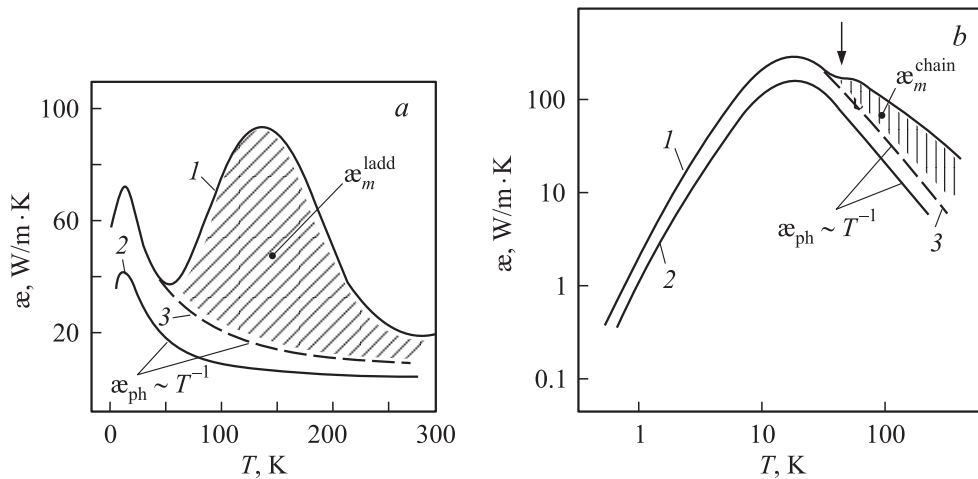 a
100
60
20
æ, W/m·K
1
2
3
æ_m^ladd
æ_ph ~ T^−1
0
100
200
300
T, K
b
100
10
1
0.1
æ, W/m·K
1
2
3
æ_m^chain
æ_ph ~ T^−1
1
10
100
T, K